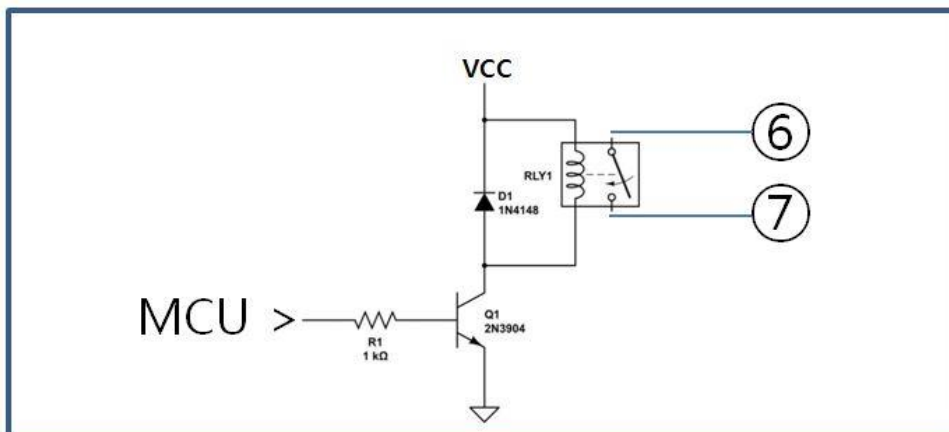 VCC
⑥
RLY1
D1
1N4148
⑦
MCU >
Q1
2N3904
R1
1 kΩ